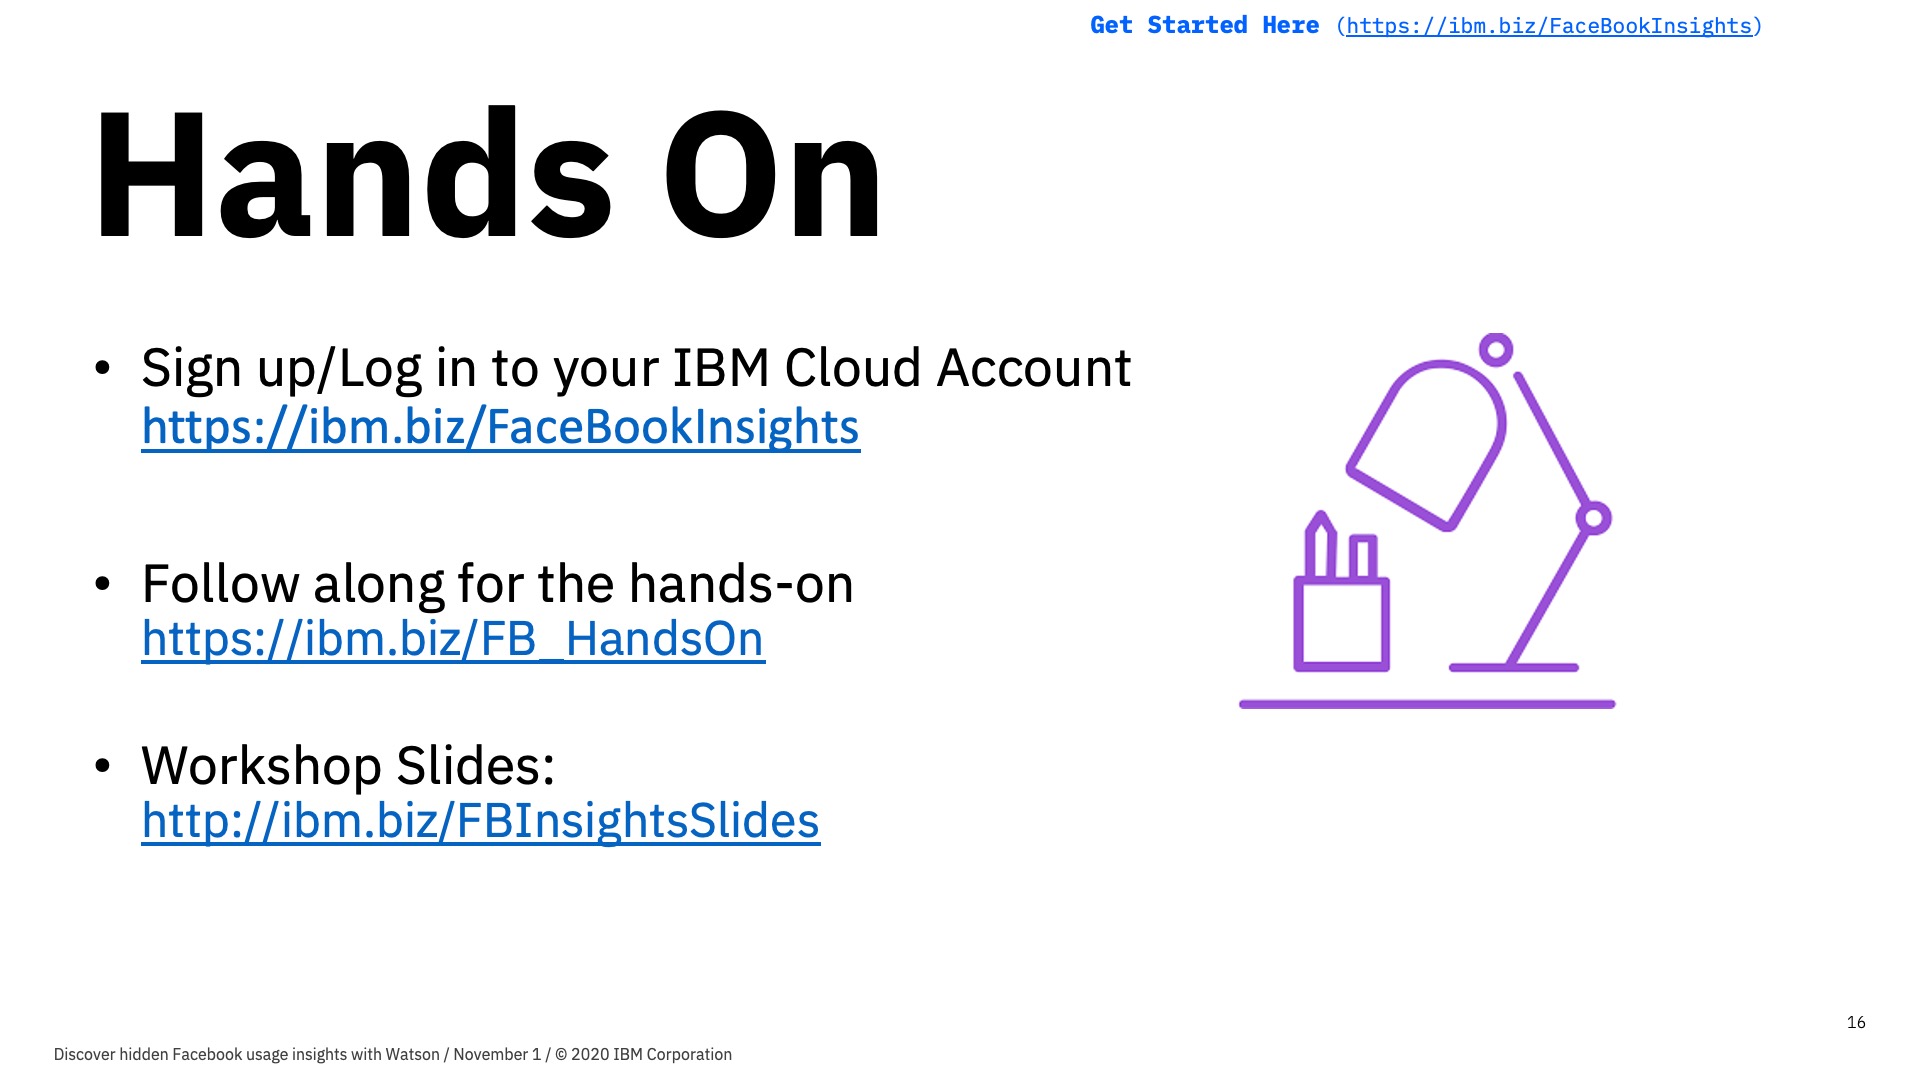 Get Started Here (https://ibm.biz/FaceBookInsights)
Hands On
• Sign up/Log in to your IBM Cloud Account
https://ibm.biz/FaceBookInsights
• Follow along for the hands-on
https://ibm.biz/FB_HandsOn
• Workshop Slides:
http://ibm.biz/FBInsightsSlides
16
Discover hidden Facebook usage insights with Watson / November 1 / © 2020 IBM Corporation